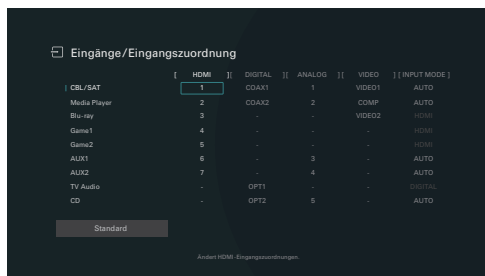 Eingänge/Eingangszuordnung
[ HDMI ][ DIGITAL ][ ANALOG ][ VIDEO ] [ INPUT MODE ]
CBL/SAT 1 COAX1 1 VIDEO1 AUTO
Media Player 2 COAX2 2 COMP AUTO
Blu-ray 3 - - VIDEO2 HDMI
Game1 4 - - - HDMI
Game2 5 - - - HDMI
AUX1 6 - 3 - AUTO
AUX2 7 - 4 - AUTO
TV Audio - OPT1 - - DIGITAL
CD - OPT2 5 - AUTO
Standard
Ändert HDMI-Eingangszuordnungen.